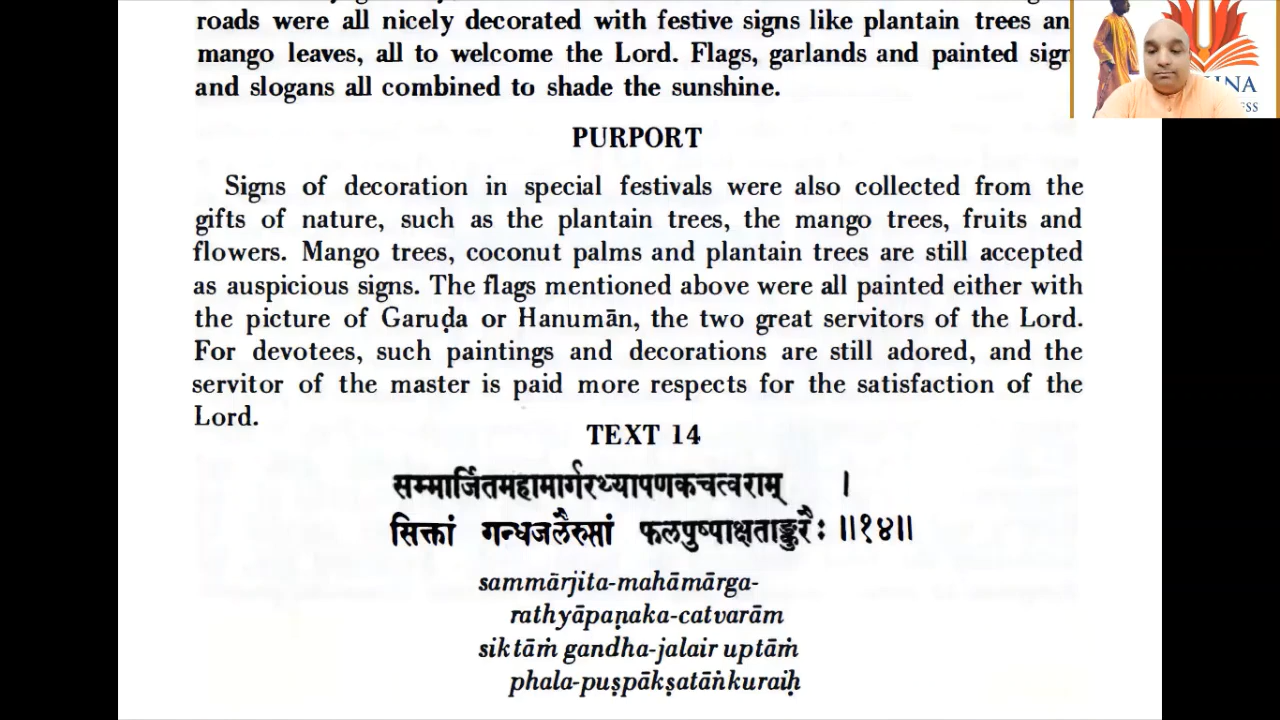 roads were all nicely decorated with festive signs like plantain trees an
mango leaves, all to welcome the Lord. Flags, garlands and painted sign
and slogans all combined to shade the sunshine.
PURPORT
Signs of decoration in special festivals were also collected from the
gifts of nature, such as the plantain trees, the mango trees, fruits and
flowers. Mango trees, coconut palms and plantain trees are still accepted
as auspicious signs. The flags mentioned above were all painted either with
the picture of Garuḍa or Hanumān, the two great servitors of the Lord.
For devotees, such paintings and decorations are still adored, and the
servitor of the master is paid more respects for the satisfaction of the
Lord.
TEXT 14
सम्मार्जितमहामार्गरथ्यापणकचत्वराम् ।
सिक्तां गन्धजलैरुप्तां फलपुष्पाक्षताङ्कुरैः ॥१४॥
sammārjita-mahāmārga-
rathyāpaṇaka-catvarām
siktāṁ gandha-jalair uptāṁ
phala-puṣpākṣatāṅkuraiḥ